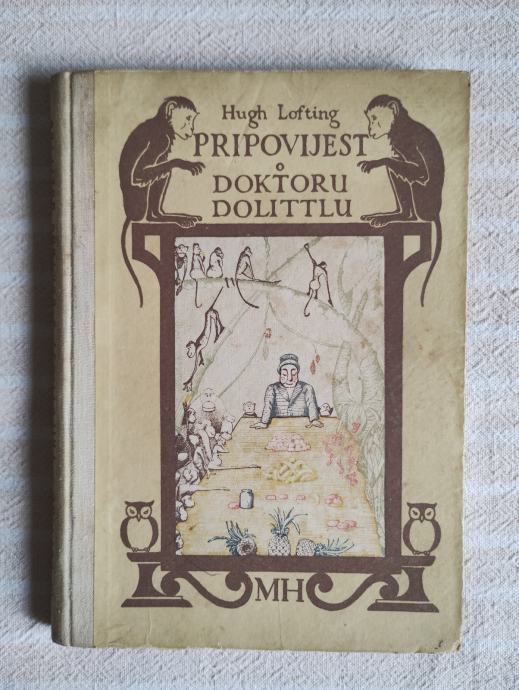 Hugh Lofting
PRIPOVIJEST
O
DOKTORU
DOLITTLU
MH